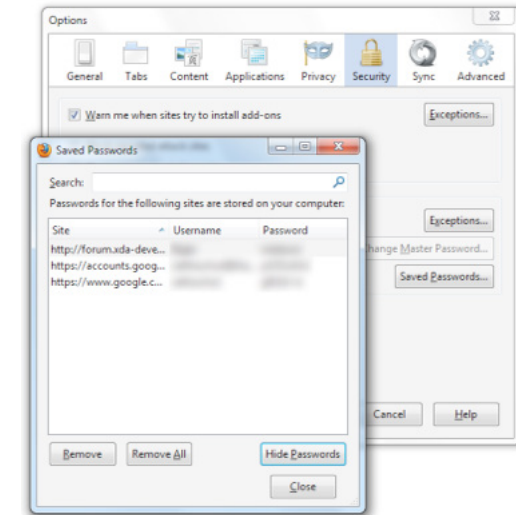 Options
General Tabs Content Applications Privacy Security Sync Advanced
Warn me when sites try to install add-ons
Exceptions...
Saved Passwords
Search:
Passwords for the following sites are stored on your computer:
Site Username Password
http://forum.xda-deve...
https://accounts.goog...
https://www.google.c...
Exceptions...
Change Master Password...
Saved Passwords...
Remove Remove All Hide Passwords
Close
Cancel Help